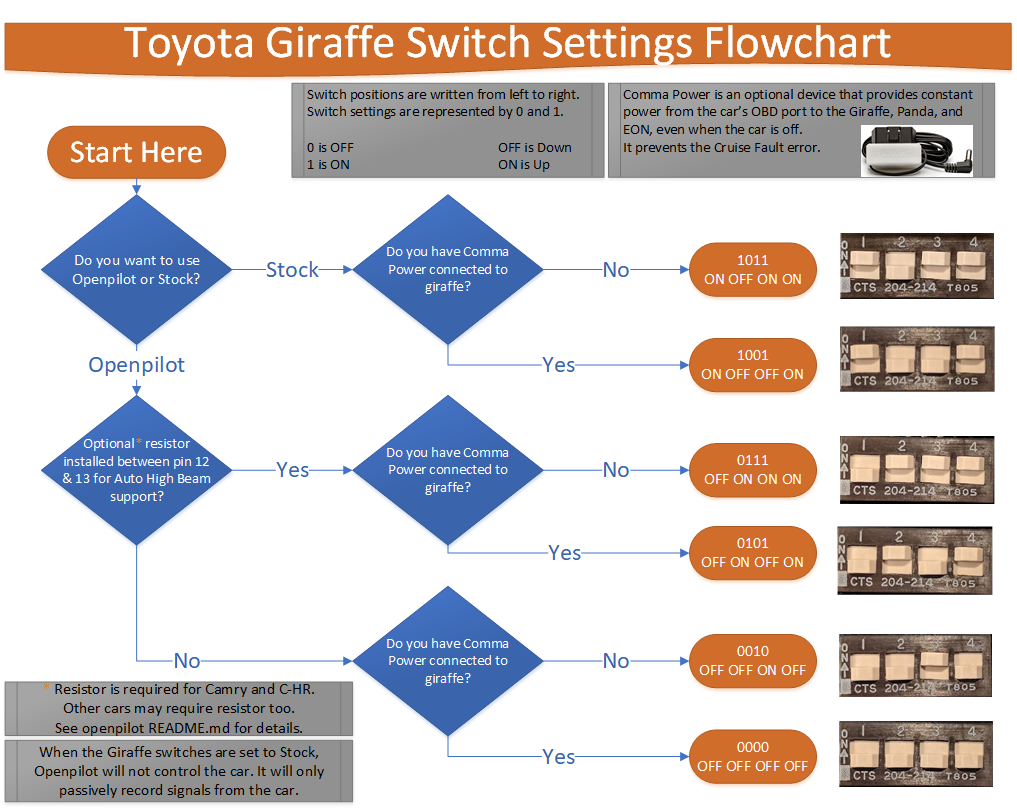 Toyota Giraffe Switch Settings Flowchart
Switch positions are written from left to right.
Switch settings are represented by 0 and 1.
0 is OFF OFF is Down
1 is ON ON is Up
Comma Power is an optional device that provides constant
power from the car's OBD port to the Giraffe, Panda, and
EON, even when the car is off.
It prevents the Cruise Fault error.
Start Here
Do you want to use
Openpilot or Stock?
Stock
Do you have Comma
Power connected to
giraffe?
No
1011
ON OFF ON ON
ON
1 2 3 4
CTS 204-214 T805
Yes
1001
ON OFF OFF ON
ON
1 2 3 4
CTS 204-214 T805
Openpilot
Optional* resistor
installed between pin 12
& 13 for Auto High Beam
support?
Yes
Do you have Comma
Power connected to
giraffe?
No
0111
OFF ON ON ON
ON
1 2 3 4
CTS 204-214 T805
Yes
0101
OFF ON OFF ON
ON
1 2 3 4
CTS 204-214 T805
No
Do you have Comma
Power connected to
giraffe?
No
0010
OFF OFF ON OFF
ON
1 2 3 4
CTS 204-214 T805
Yes
0000
OFF OFF OFF OFF
ON
1 2 3 4
CTS 204-214 T805
* Resistor is required for Camry and C-HR.
Other cars may require resistor too.
See openpilot README.md for details.
When the Giraffe switches are set to Stock,
Openpilot will not control the car. It will only
passively record signals from the car.